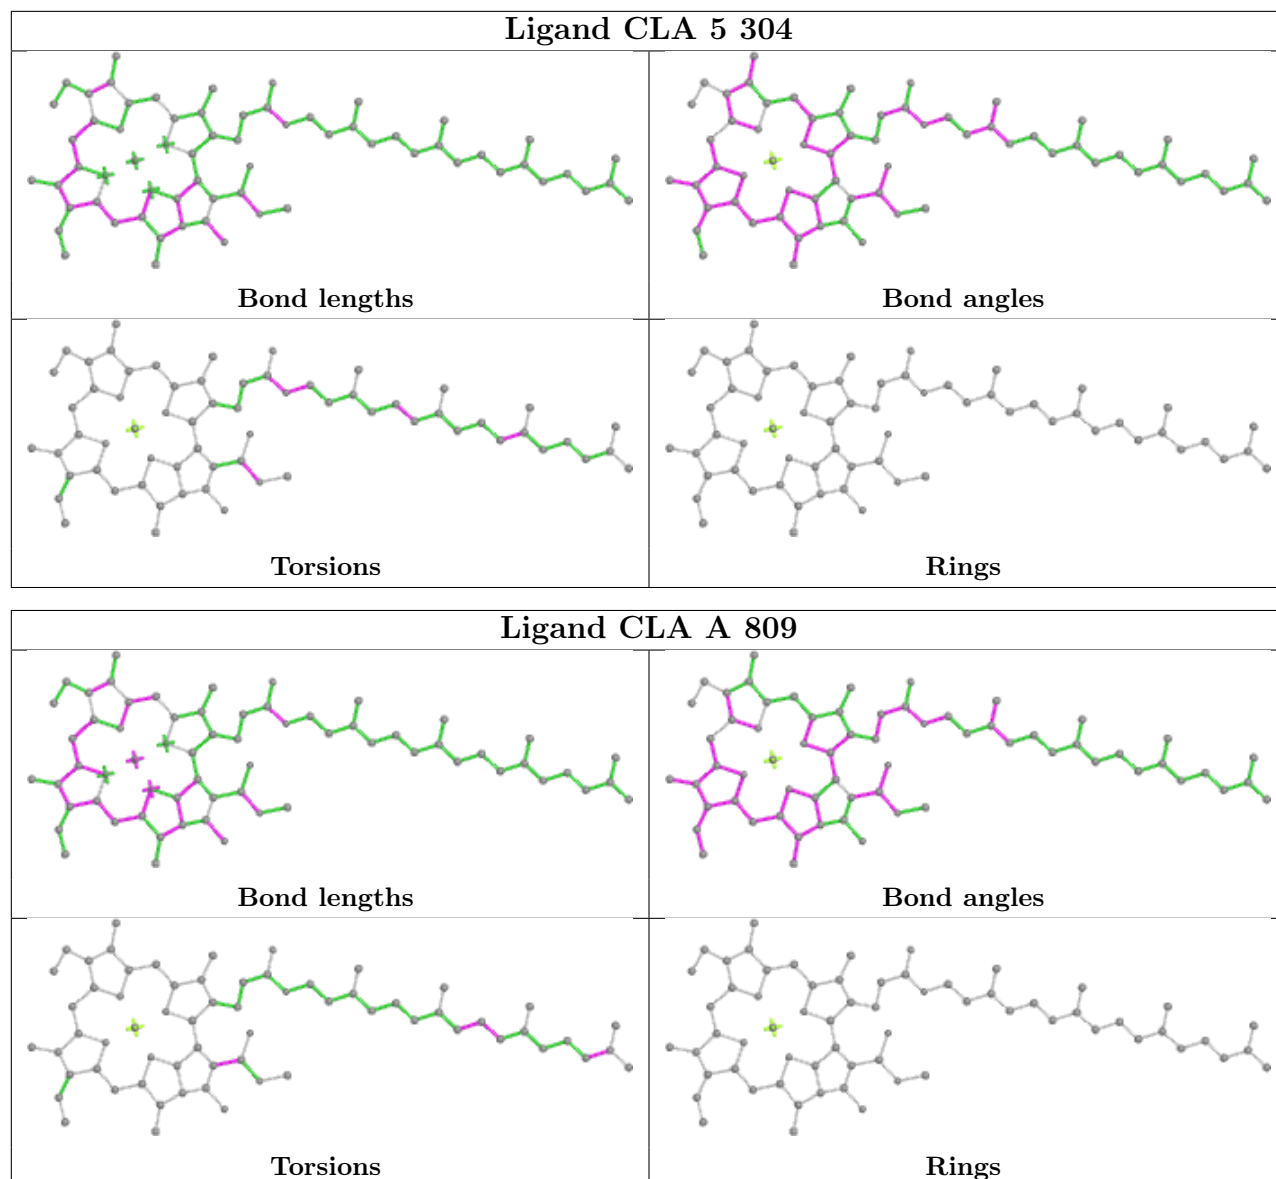 Ligand CLA 5 304
Bond lengths
Bond angles
Torsions
Rings
Ligand CLA A 809
Bond lengths
Bond angles
Torsions
Rings